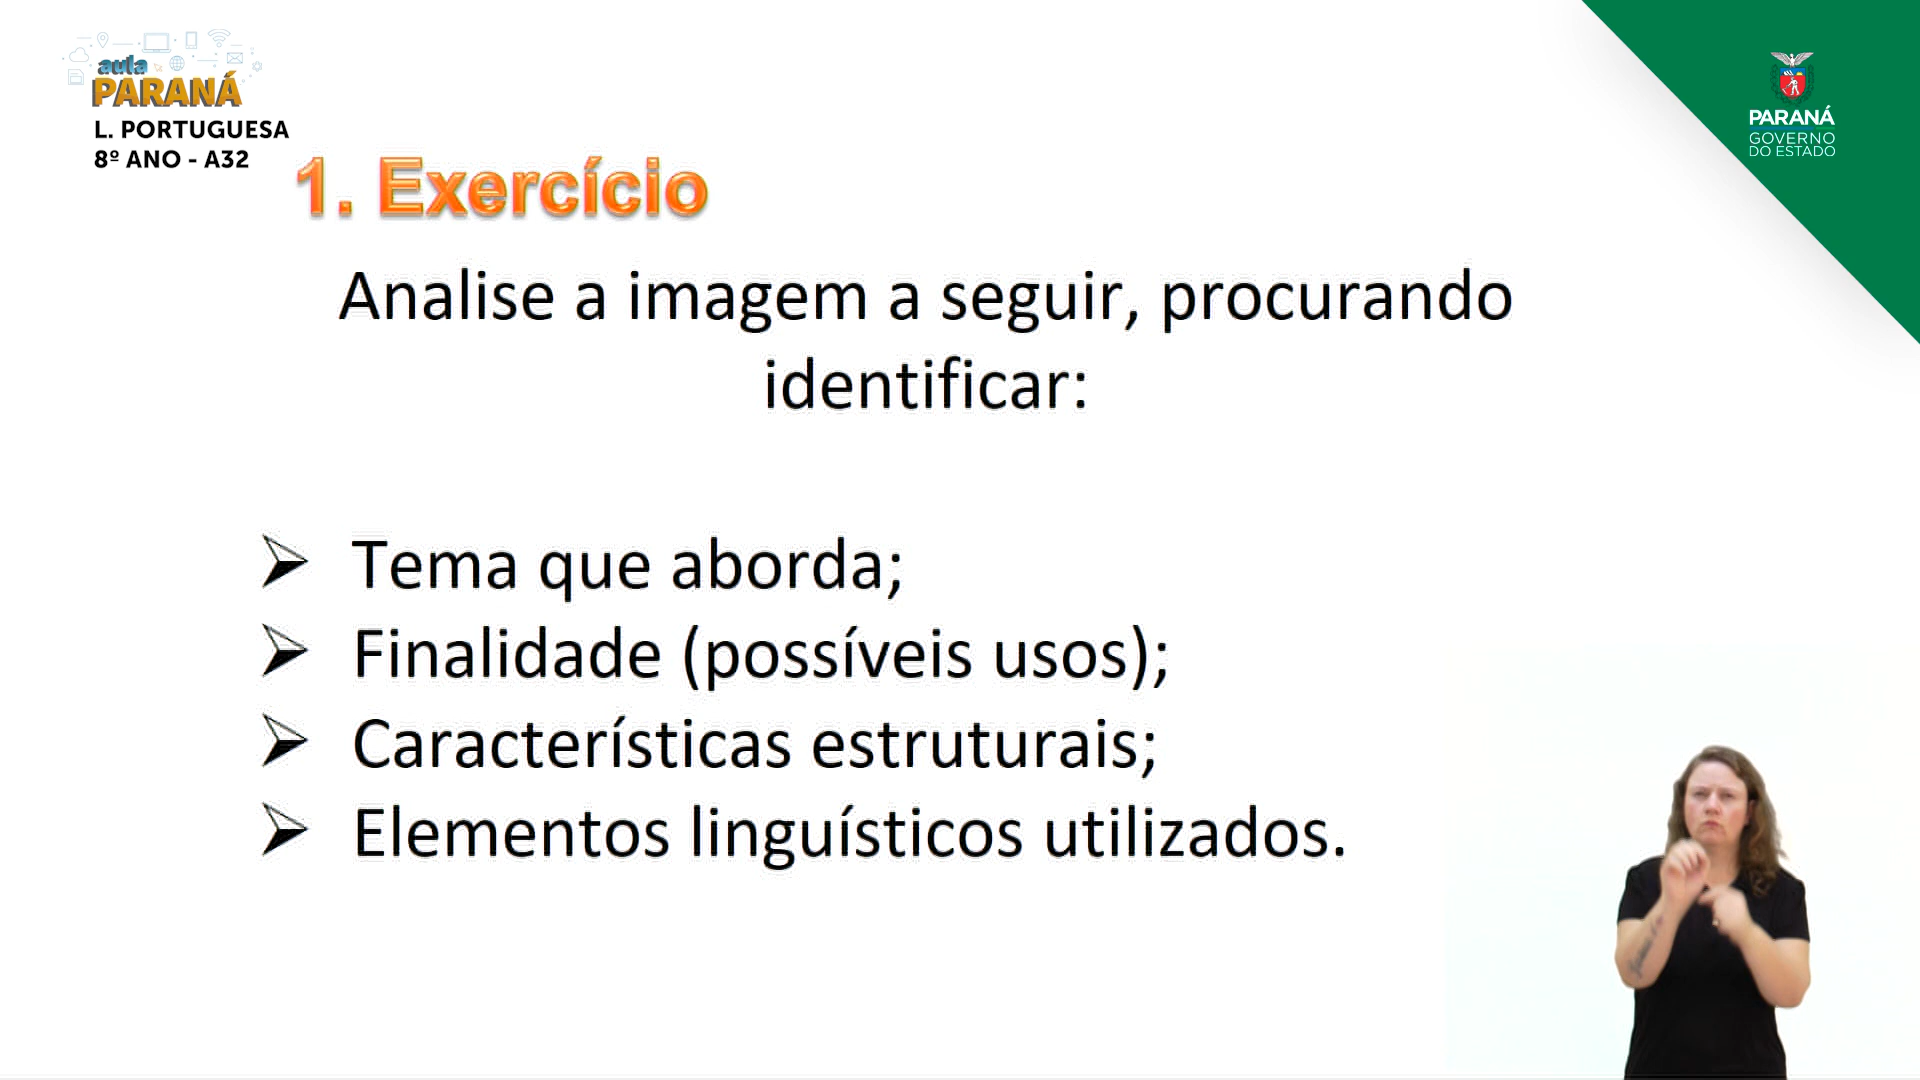 aula
PARANÁ
L. PORTUGUESA
8º ANO - A32
PARANÁ
GOVERNO
DO ESTADO
1. Exercício
Analise a imagem a seguir, procurando
identificar:
Tema que aborda;
Finalidade (possíveis usos);
Características estruturais;
Elementos linguísticos utilizados.